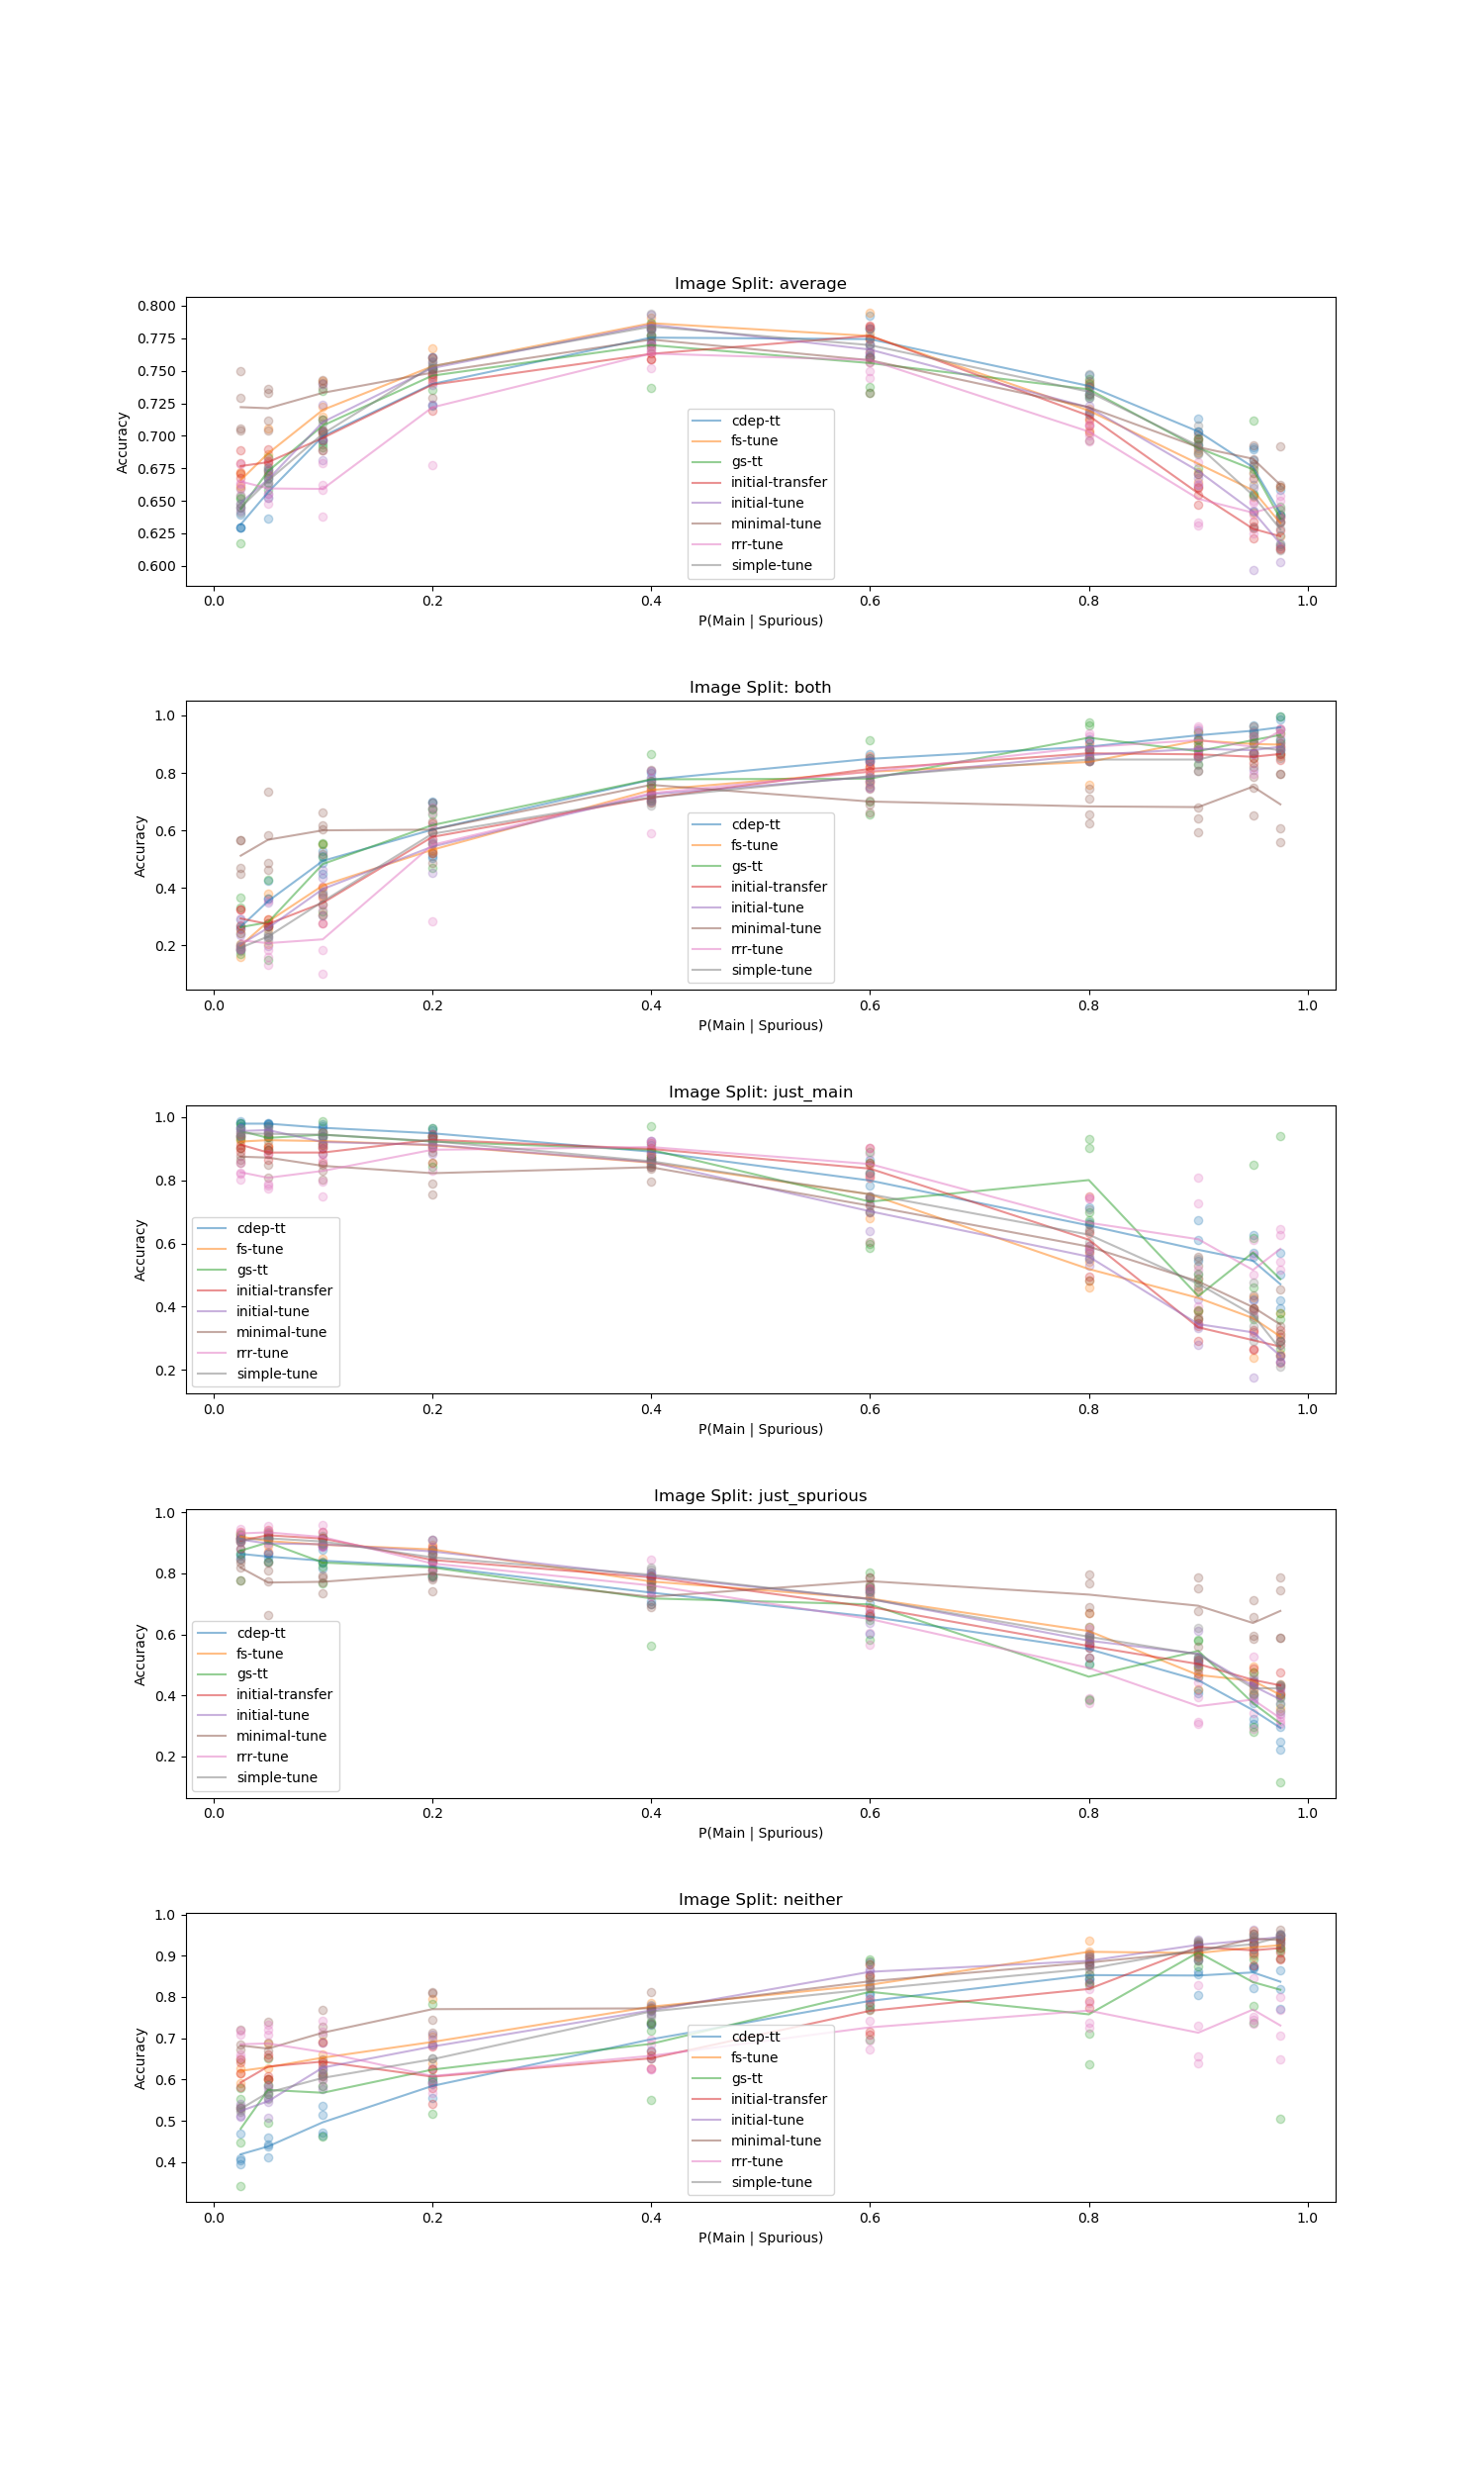 Image Split: average
0.800
0.775
0.750
0.725
0.700
0.675
0.650
0.625
0.600
Accuracy
cdep-tt
fs-tune
gs-tt
initial-transfer
initial-tune
minimal-tune
rrr-tune
simple-tune
0.0 0.2 0.4 0.6 0.8 1.0
P(Main | Spurious)
Image Split: both
1.0
0.8
0.6
0.4
0.2
Accuracy
cdep-tt
fs-tune
gs-tt
initial-transfer
initial-tune
minimal-tune
rrr-tune
simple-tune
0.0 0.2 0.4 0.6 0.8 1.0
P(Main | Spurious)
Image Split: just_main
1.0
0.8
0.6
0.4
0.2
Accuracy
cdep-tt
fs-tune
gs-tt
initial-transfer
initial-tune
minimal-tune
rrr-tune
simple-tune
0.0 0.2 0.4 0.6 0.8 1.0
P(Main | Spurious)
Image Split: just_spurious
1.0
0.8
0.6
0.4
0.2
Accuracy
cdep-tt
fs-tune
gs-tt
initial-transfer
initial-tune
minimal-tune
rrr-tune
simple-tune
0.0 0.2 0.4 0.6 0.8 1.0
P(Main | Spurious)
Image Split: neither
1.0
0.9
0.8
0.7
0.6
0.5
0.4
Accuracy
cdep-tt
fs-tune
gs-tt
initial-transfer
initial-tune
minimal-tune
rrr-tune
simple-tune
0.0 0.2 0.4 0.6 0.8 1.0
P(Main | Spurious)